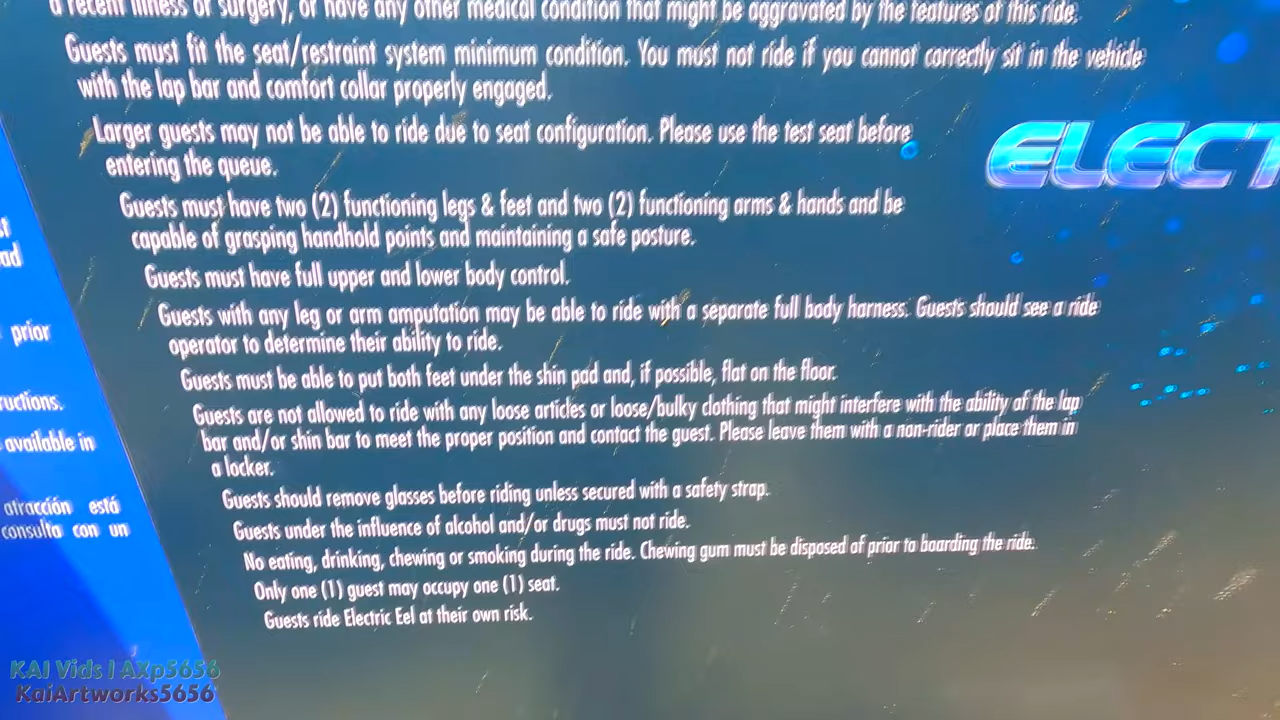 a recent illness or surgery, or have any other medical condition that might be aggravated by the features of this ride.
Guests must fit the seat/restraint system minimum condition. You must not ride if you cannot correctly sit in the vehicle
with the lap bar and comfort collar properly engaged.
Larger guests may not be able to ride due to seat configuration. Please use the test seat before
entering the queue.
ELECT
Guests must have two (2) functioning legs & feet and two (2) functioning arms & hands and be
capable of grasping handhold points and maintaining a safe posture.
Guests must have full upper and lower body control.
Guests with any leg or arm amputation may be able to ride with a separate full body harness. Guests should see a ride
operator to determine their ability to ride.
Guests must be able to put both feet under the shin pad and, if possible, flat on the floor.
Guests are not allowed to ride with any loose articles or loose/bulky clothing that might interfere with the ability of the lap
bar and/or shin bar to meet the proper position and contact the guest. Please leave them with a non-rider or place them in
a locker.
Guests should remove glasses before riding unless secured with a safety strap.
Guests under the influence of alcohol and/or drugs must not ride.
No eating, drinking, chewing or smoking during the ride. Chewing gum must be disposed of prior to boarding the ride.
Only one (1) guest may occupy one (1) seat.
Guests ride Electric Eel at their own risk.
prior
ructions.
available in
atracción está
consulta con un
KAI Vids | AXp5656
KaiArtworks5656